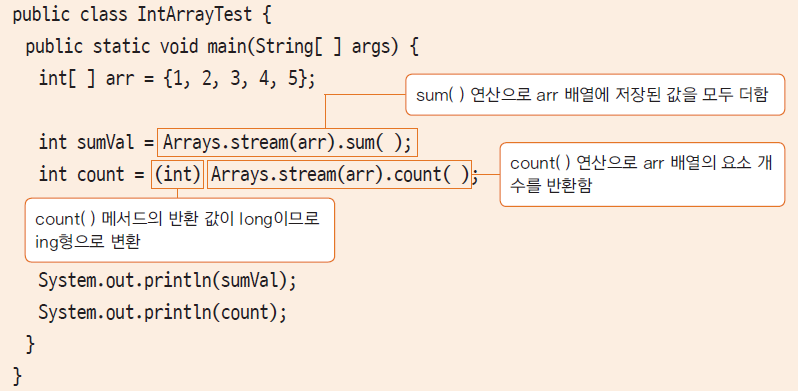 public class IntArrayTest {
public static void main(String[ ] args) {
int[ ] arr = {1, 2, 3, 4, 5};
sum( ) 연산으로 arr 배열에 저장된 값을 모두 더함
int sumVal = Arrays.stream(arr).sum( );
int count = (int) Arrays.stream(arr).count( );
count( ) 연산으로 arr 배열의 요소 개
수를 반환함
count( ) 메서드의 반환 값이 long이므로
ing형으로 변환
System.out.println(sumVal);
System.out.println(count);
}
}